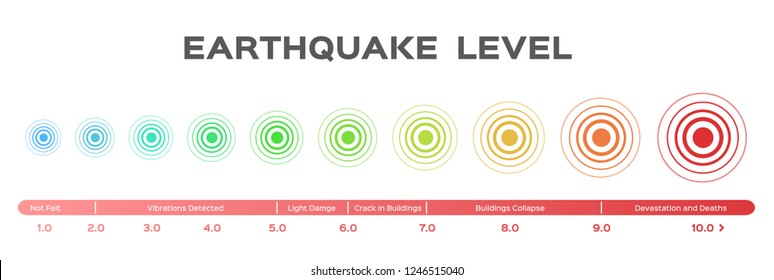 EARTHQUAKE LEVEL
Not Felt Vibrations Detected Light Damge Crack in Buildings Buildings Collapse Devastation and Deaths
1.0 2.0 3.0 4.0 5.0 6.0 7.0 8.0 9.0 10.0 >
shutterstock.com · 1246515040